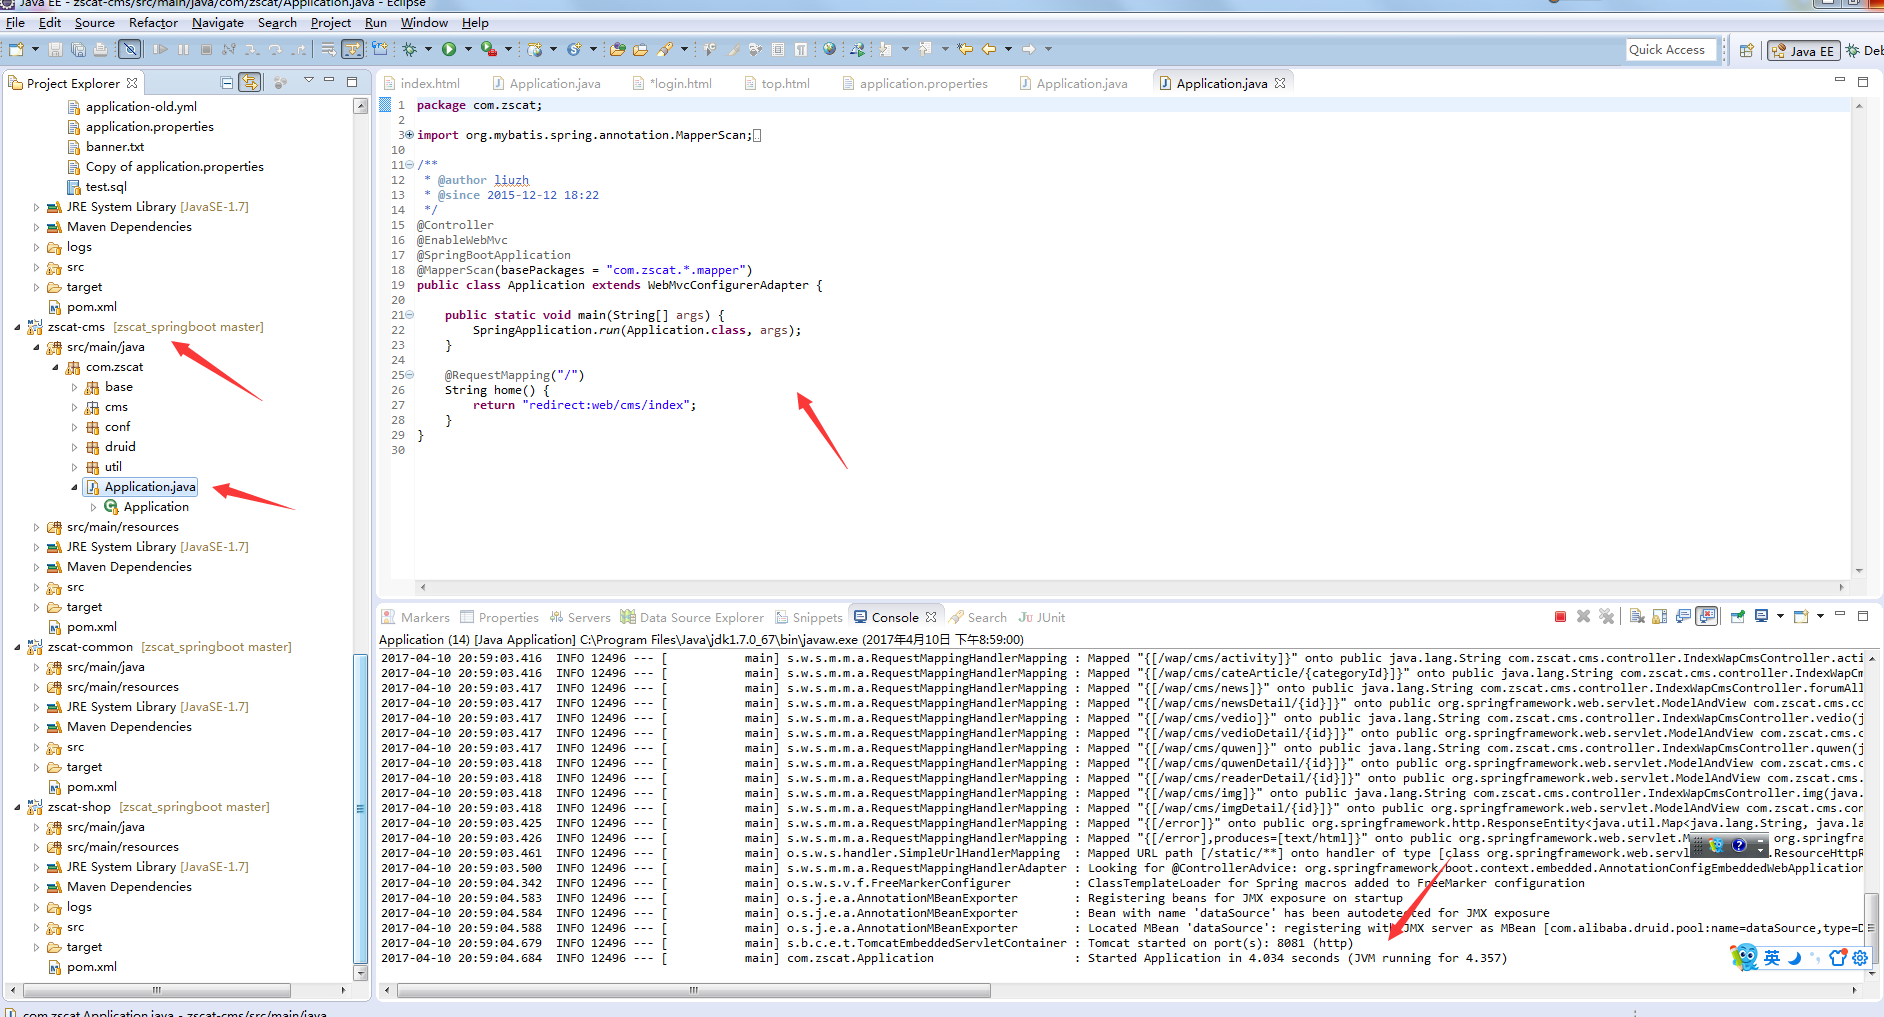 Java EE - zscat-cms/src/main/java/com/zscat/Application.java - Eclipse
File Edit Source Refactor Navigate Search Project Run Window Help
Quick Access
Java EE
Deb
Project Explorer
application-old.yml
application.properties
banner.txt
Copy of application.properties
test.sql
JRE System Library [JavaSE-1.7]
Maven Dependencies
logs
src
target
pom.xml
zscat-cms [zscat_springboot master]
src/main/java
com.zscat
base
cms
conf
druid
util
Application.java
Application
src/main/resources
JRE System Library [JavaSE-1.7]
Maven Dependencies
src
target
pom.xml
zscat-common [zscat_springboot master]
src/main/java
src/main/resources
JRE System Library [JavaSE-1.7]
Maven Dependencies
src
target
pom.xml
zscat-shop [zscat_springboot master]
src/main/java
src/main/resources
JRE System Library [JavaSE-1.7]
Maven Dependencies
logs
src
target
pom.xml
index.html Application.java *login.html top.html application.properties Application.java Application.java
1 package com.zscat;
2
3 import org.mybatis.spring.annotation.MapperScan;
10
11 /**
12 * @author liuzh
13 * @since 2015-12-12 18:22
14 */
15 @Controller
16 @EnableWebMvc
17 @SpringBootApplication
18 @MapperScan(basePackages = "com.zscat.*.mapper")
19 public class Application extends WebMvcConfigurerAdapter {
20
21 public static void main(String[] args) {
22 SpringApplication.run(Application.class, args);
23 }
24
25 @RequestMapping("/")
26 String home() {
27 return "redirect:web/cms/index";
28 }
29 }
30
Markers Properties Servers Data Source Explorer Snippets Console Search JUnit
Application (14) [Java Application] C:\Program Files\Java\jdk1.7.0_67\bin\javaw.exe (2017年4月10日 下午8:59:00)
2017-04-10 20:59:03.416 INFO 12496 --- [ main] s.w.s.m.m.a.RequestMappingHandlerMapping : Mapped "{[/wap/cms/activity]}" onto public java.lang.String com.zscat.cms.controller.IndexWapCmsController.acti
2017-04-10 20:59:03.416 INFO 12496 --- [ main] s.w.s.m.m.a.RequestMappingHandlerMapping : Mapped "{[/wap/cms/cateArticle/{categoryId}]}" onto public java.lang.String com.zscat.cms.controller.IndexWapCm
2017-04-10 20:59:03.417 INFO 12496 --- [ main] s.w.s.m.m.a.RequestMappingHandlerMapping : Mapped "{[/wap/cms/news]}" onto public java.lang.String com.zscat.cms.controller.IndexWapCmsController.forumAll
2017-04-10 20:59:03.417 INFO 12496 --- [ main] s.w.s.m.m.a.RequestMappingHandlerMapping : Mapped "{[/wap/cms/newsDetail/{id}]}" onto public org.springframework.web.servlet.ModelAndView com.zscat.cms.co
2017-04-10 20:59:03.417 INFO 12496 --- [ main] s.w.s.m.m.a.RequestMappingHandlerMapping : Mapped "{[/wap/cms/vedio]}" onto public java.lang.String com.zscat.cms.controller.IndexWapCmsController.vedio(j
2017-04-10 20:59:03.417 INFO 12496 --- [ main] s.w.s.m.m.a.RequestMappingHandlerMapping : Mapped "{[/wap/cms/vedioDetail/{id}]}" onto public org.springframework.web.servlet.ModelAndView com.zscat.cms.c
2017-04-10 20:59:03.417 INFO 12496 --- [ main] s.w.s.m.m.a.RequestMappingHandlerMapping : Mapped "{[/wap/cms/quwen]}" onto public java.lang.String com.zscat.cms.controller.IndexWapCmsController.quwen(j
2017-04-10 20:59:03.418 INFO 12496 --- [ main] s.w.s.m.m.a.RequestMappingHandlerMapping : Mapped "{[/wap/cms/quwenDetail/{id}]}" onto public org.springframework.web.servlet.ModelAndView com.zscat.cms.c
2017-04-10 20:59:03.418 INFO 12496 --- [ main] s.w.s.m.m.a.RequestMappingHandlerMapping : Mapped "{[/wap/cms/readerDetail/{id}]}" onto public org.springframework.web.servlet.ModelAndView com.zscat.cms.
2017-04-10 20:59:03.418 INFO 12496 --- [ main] s.w.s.m.m.a.RequestMappingHandlerMapping : Mapped "{[/wap/cms/img]}" onto public java.lang.String com.zscat.cms.controller.IndexWapCmsController.img(java.
2017-04-10 20:59:03.418 INFO 12496 --- [ main] s.w.s.m.m.a.RequestMappingHandlerMapping : Mapped "{[/wap/cms/imgDetail/{id}]}" onto public org.springframework.web.servlet.ModelAndView com.zscat.cms.con
2017-04-10 20:59:03.425 INFO 12496 --- [ main] s.w.s.m.m.a.RequestMappingHandlerMapping : Mapped "{[/error]}" onto public org.springframework.http.ResponseEntity<java.util.Map<java.lang.String, java.la
2017-04-10 20:59:03.426 INFO 12496 --- [ main] s.w.s.m.m.a.RequestMappingHandlerMapping : Mapped "{[/error],produces=[text/html]}" onto public org.springframework.web.servlet.M org.springfra
2017-04-10 20:59:03.461 INFO 12496 --- [ main] o.s.w.s.handler.SimpleUrlHandlerMapping : Mapped URL path [/static/**] onto handler of type [class org.springframework.web.servl .ResourceHttpR
2017-04-10 20:59:03.500 INFO 12496 --- [ main] s.w.s.m.m.a.RequestMappingHandlerAdapter : Looking for @ControllerAdvice: org.springframework.boot.context.embedded.AnnotationConfigEmbeddedWebApplication
2017-04-10 20:59:04.342 INFO 12496 --- [ main] o.s.w.s.v.f.FreeMarkerConfigurer : ClassTemplateLoader for Spring macros added to FreeMarker configuration
2017-04-10 20:59:04.583 INFO 12496 --- [ main] o.s.j.e.a.AnnotationMBeanExporter : Registering beans for JMX exposure on startup
2017-04-10 20:59:04.584 INFO 12496 --- [ main] o.s.j.e.a.AnnotationMBeanExporter : Bean with name 'dataSource' has been autodetected for JMX exposure
2017-04-10 20:59:04.588 INFO 12496 --- [ main] o.s.j.e.a.AnnotationMBeanExporter : Located MBean 'dataSource': registering with JMX server as MBean [com.alibaba.druid.pool:name=dataSource,type=D
2017-04-10 20:59:04.679 INFO 12496 --- [ main] s.b.c.e.t.TomcatEmbeddedServletContainer : Tomcat started on port(s): 8081 (http)
2017-04-10 20:59:04.684 INFO 12496 --- [ main] com.zscat.Application : Started Application in 4.034 seconds (JVM running for 4.357)
英
com.zscat.Application.java - zscat-cms/src/main/java